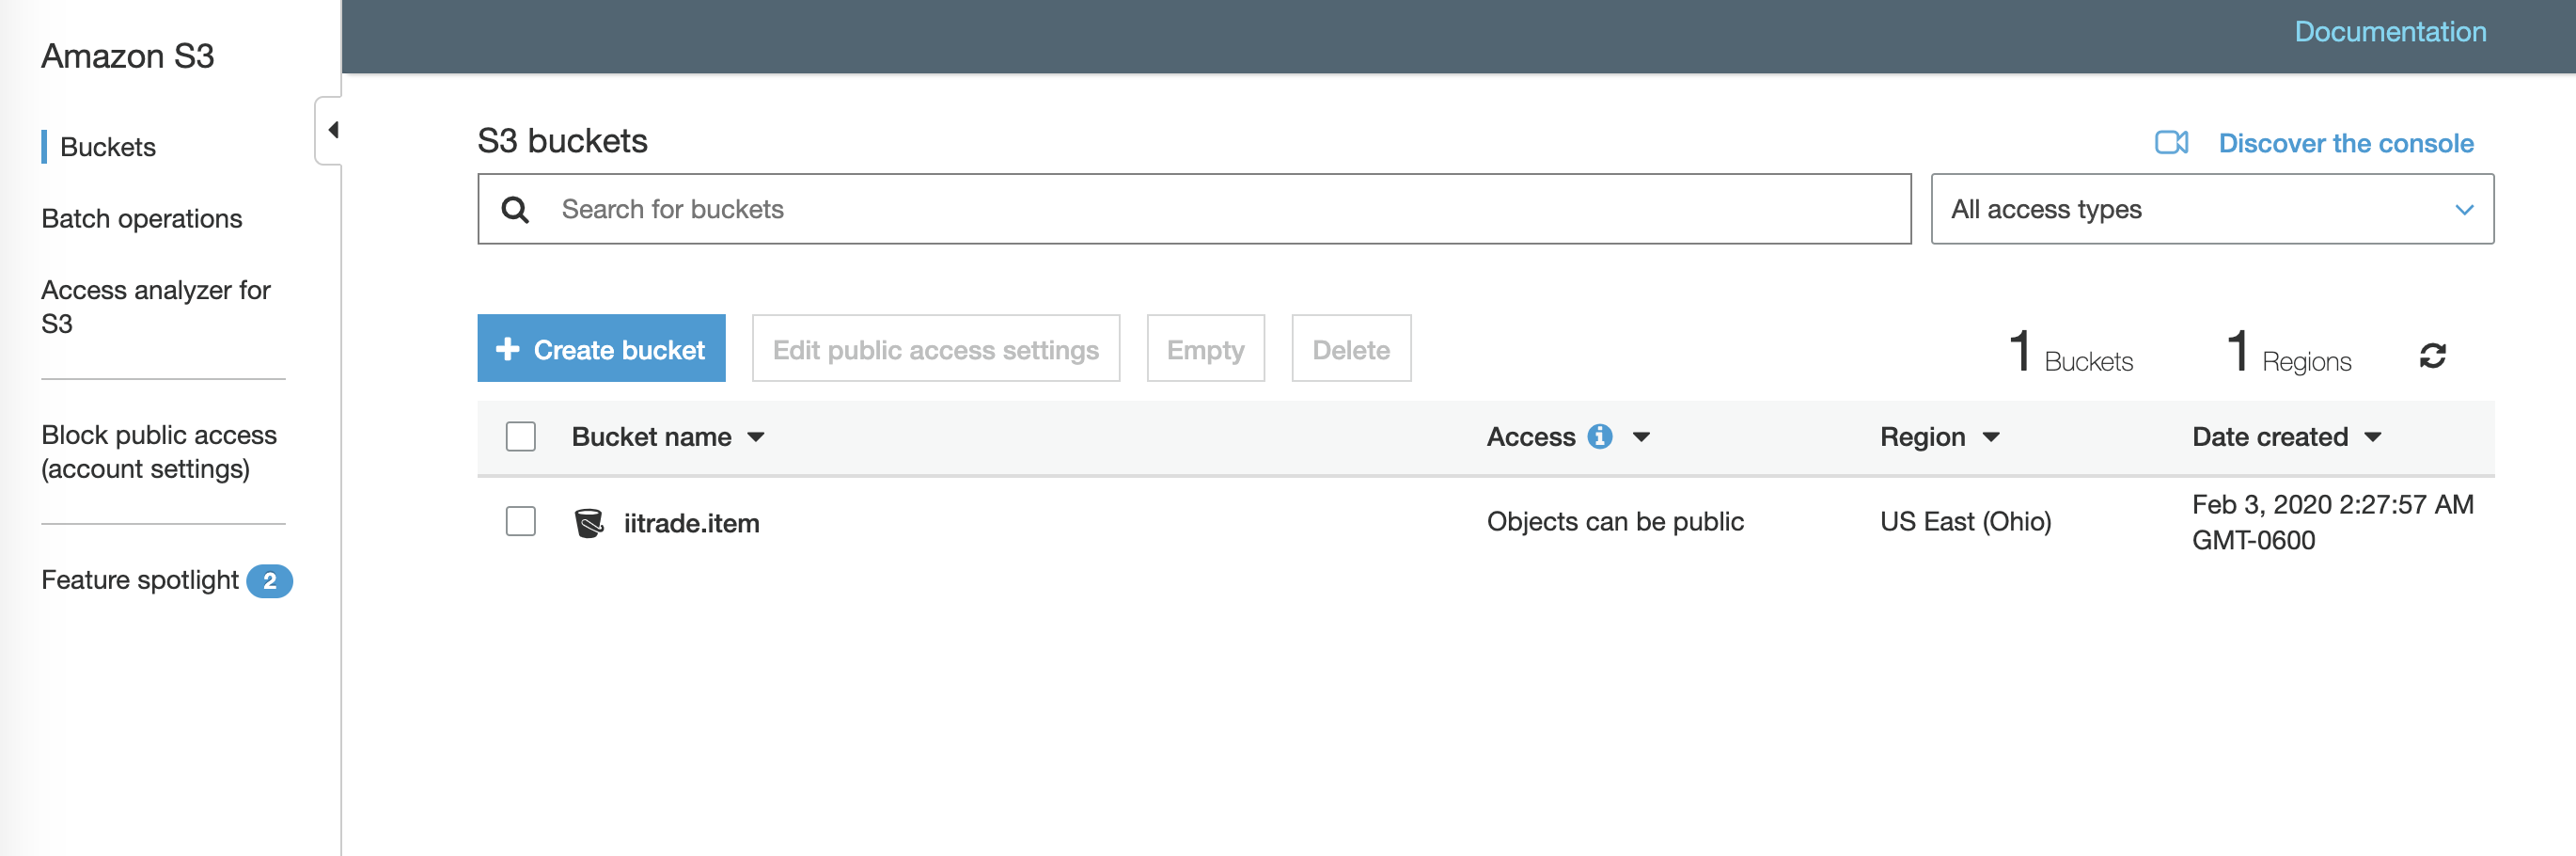 Amazon S3
Buckets
Batch operations
Access analyzer for
S3
Block public access
(account settings)
Feature spotlight 2
Documentation
S3 buckets
Discover the console
Search for buckets
All access types
Create bucket
Edit public access settings
Empty
Delete
1 Buckets
1 Regions
Bucket name
Access
Region
Date created
iitrade.item
Objects can be public
US East (Ohio)
Feb 3, 2020 2:27:57 AM
GMT-0600